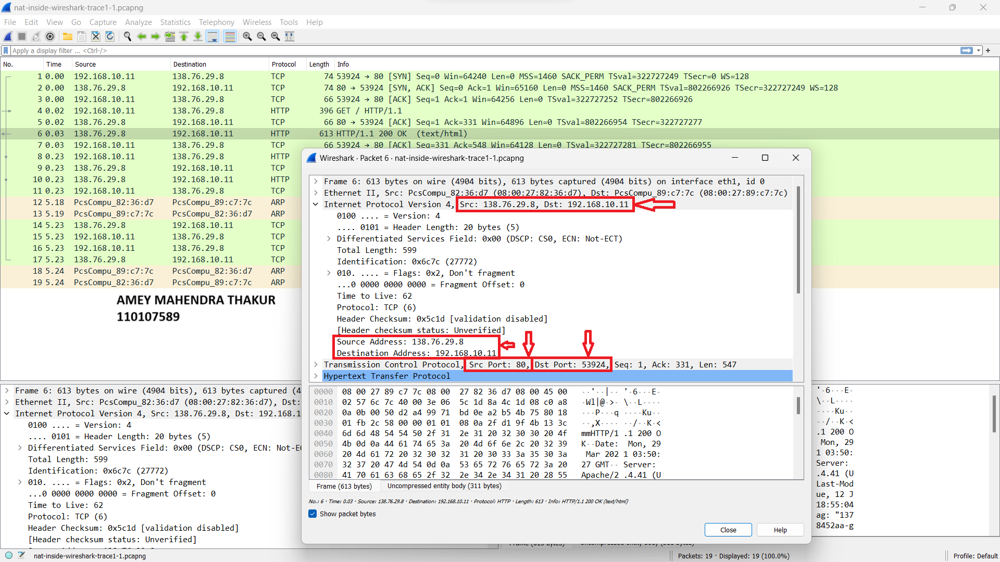 nat-inside-wireshark-trace1-1.pcapng
File Edit View Go Capture Analyze Statistics Telephony Wireless Tools Help
Apply a display filter ... <Ctrl-/>
No. Time Source Destination Protocol Length Info
1 0.00 192.168.10.11 138.76.29.8 TCP 74 53924 → 80 [SYN] Seq=0 Win=64240 Len=0 MSS=1460 SACK_PERM TSval=322727249 TSecr=0 WS=128
2 0.00 138.76.29.8 192.168.10.11 TCP 74 80 → 53924 [SYN, ACK] Seq=0 Ack=1 Win=65160 Len=0 MSS=1460 SACK_PERM TSval=802266926 TSecr=322727249 WS=128
3 0.00 192.168.10.11 138.76.29.8 TCP 66 53924 → 80 [ACK] Seq=1 Ack=1 Win=64256 Len=0 TSval=322727252 TSecr=802266926
4 0.02 192.168.10.11 138.76.29.8 HTTP 396 GET / HTTP/1.1
5 0.02 138.76.29.8 192.168.10.11 TCP 66 80 → 53924 [ACK] Seq=1 Ack=331 Win=64896 Len=0 TSval=802266954 TSecr=322727277
6 0.03 138.76.29.8 192.168.10.11 HTTP 613 HTTP/1.1 200 OK (text/html)
7 0.03 192.168.10.11 138.76.29.8 TCP 66 53924 → 80 [ACK] Seq=331 Ack=548 Win=64128 Len=0 TSval=322727281 TSecr=802266955
8 0.23 192.168.10.11 138.76.29.8 HTTP
9 0.23 138.76.29.8 192.168.10.11 TCP
10 0.23 138.76.29.8 192.168.10.11 HTTP
11 0.23 192.168.10.11 138.76.29.8 TCP
12 5.18 PcsCompu_82:36:d7 PcsCompu_89:c7:7c ARP
13 5.19 PcsCompu_89:c7:7c PcsCompu_82:36:d7 ARP
14 5.23 138.76.29.8 192.168.10.11 TCP
15 5.23 192.168.10.11 138.76.29.8 TCP
16 5.23 192.168.10.11 138.76.29.8 TCP
17 5.23 138.76.29.8 192.168.10.11 TCP
18 5.24 PcsCompu_89:c7:7c PcsCompu_82:36:d7 ARP
19 5.24 PcsCompu_82:36:d7 PcsCompu_89:c7:7c ARP
AMEY MAHENDRA THAKUR
110107589
Wireshark · Packet 6 · nat-inside-wireshark-trace1-1.pcapng
Frame 6: 613 bytes on wire (4904 bits), 613 bytes captured (4904 bits) on interface eth1, id 0
Ethernet II, Src: PcsCompu_82:36:d7 (08:00:27:82:36:d7), Dst: PcsCompu_89:c7:7c (08:00:27:89:c7:7c)
Internet Protocol Version 4, Src: 138.76.29.8, Dst: 192.168.10.11
0100 .... = Version: 4
.... 0101 = Header Length: 20 bytes (5)
Differentiated Services Field: 0x00 (DSCP: CS0, ECN: Not-ECT)
Total Length: 599
Identification: 0x6c7c (27772)
010. .... = Flags: 0x2, Don't fragment
...0 0000 0000 0000 = Fragment Offset: 0
Time to Live: 62
Protocol: TCP (6)
Header Checksum: 0x5c1d [validation disabled]
[Header checksum status: Unverified]
Source Address: 138.76.29.8
Destination Address: 192.168.10.11
Transmission Control Protocol, Src Port: 80, Dst Port: 53924, Seq: 1, Ack: 331, Len: 547
Hypertext Transfer Protocol
0000 08 00 27 89 c7 7c 08 00 27 82 36 d7 08 00 45 00 ··'··|·· '·6···E·
0010 02 57 6c 7c 40 00 3e 06 5c 1d 8a 4c 1d 08 c0 a8 ·Wl|@·>· \··L····
0020 0a 0b 00 50 d2 a4 99 71 bd 0e a2 b5 4b 75 80 18 ···P···q ····Ku··
0030 01 fb 2c 58 00 00 01 01 08 0a 2f d1 9f 4b 13 3c ··,X···· ··/··K·<
0040 6d 6d 48 54 54 50 2f 31 2e 31 20 32 30 30 20 4f mmHTTP/1 .1 200 O
0050 4b 0d 0a 44 61 74 65 3a 20 4d 6f 6e 2c 20 32 39 K··Date: Mon, 29
0060 20 4d 61 72 20 32 30 32 31 20 30 33 3a 35 30 3a Mar 202 1 03:50:
0070 32 37 20 47 4d 54 0d 0a 53 65 72 76 65 72 3a 20 27 GMT·· Server:
0080 41 70 61 63 68 65 2f 32 2e 34 2e 34 31 20 28 55 Apache/2 .4.41 (U
Frame (613 bytes) Uncompressed entity body (311 bytes)
No.: 6 · Time: 0.03 · Source: 138.76.29.8 · Destination: 192.168.10.11 · Protocol: HTTP · Length: 613 · Info: HTTP/1.1 200 OK (text/html)
Show packet bytes
Close Help
Frame 6: 613 bytes on wire (4904 bits), 613 bytes captured (4
Ethernet II, Src: PcsCompu_82:36:d7 (08:00:27:82:36:d7), Dst:
Internet Protocol Version 4, Src: 138.76.29.8, Dst: 192.168.1
0100 .... = Version: 4
.... 0101 = Header Length: 20 bytes (5)
Differentiated Services Field: 0x00 (DSCP: CS0, ECN: Not-E
Total Length: 599
Identification: 0x6c7c (27772)
010. .... = Flags: 0x2, Don't fragment
...0 0000 0000 0000 = Fragment Offset: 0
Time to Live: 62
Protocol: TCP (6)
Header Checksum: 0x5c1d [validation disabled]
[Header checksum status: Unverified]
'·6···E·
\··L····
····Ku··
··/··K·<
.1 200 O
Mon, 29
1 03:50:
Server:
.4.41 (U
Last-Mod
ue, 12 J
18:55:04
ag: "137
8452aa-g
nat-inside-wireshark-trace1-1.pcapng
Packets: 19 · Displayed: 19 (100.0%)
Profile: Default